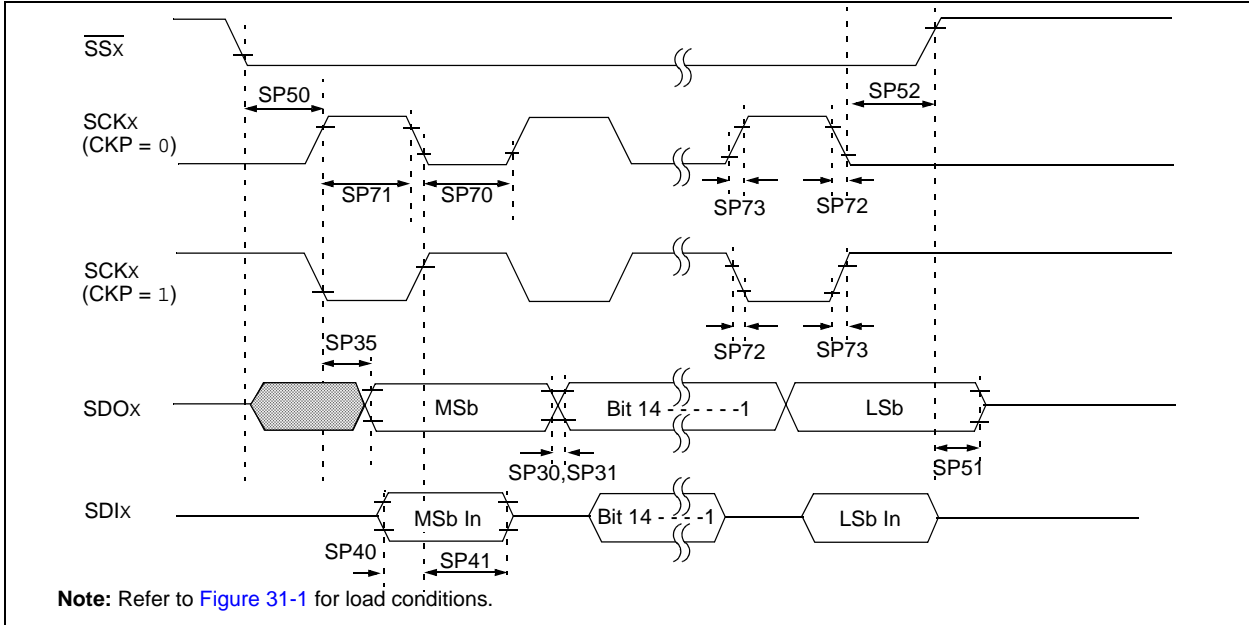 SSX
SP50
SP52
SCKX
(CKP = 0)
SP71
SP70
SP73
SP72
SCKX
(CKP = 1)
SP72
SP73
SP35
SDOX
MSb
Bit 14 - - - - - -1
LSb
SP30,SP31
SP51
SDIX
MSb In
Bit 14 - - - -1
LSb In
SP40
SP41
Note: Refer to Figure 31-1 for load conditions.